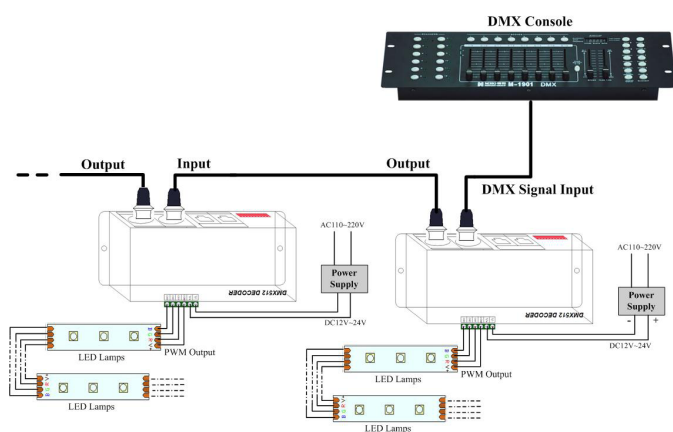 DMX Console
M-1901 DMX
Output
Input
Output
DMX Signal Input
AC110~220V
Power
Supply
DC12V~24V
DMX512 DECODER
AC110~220V
Power
Supply
- +
DC12V~24V
DMX512 DECODER
LED Lamps
PWM Output
LED Lamps
LED Lamps
PWM Output
LED Lamps